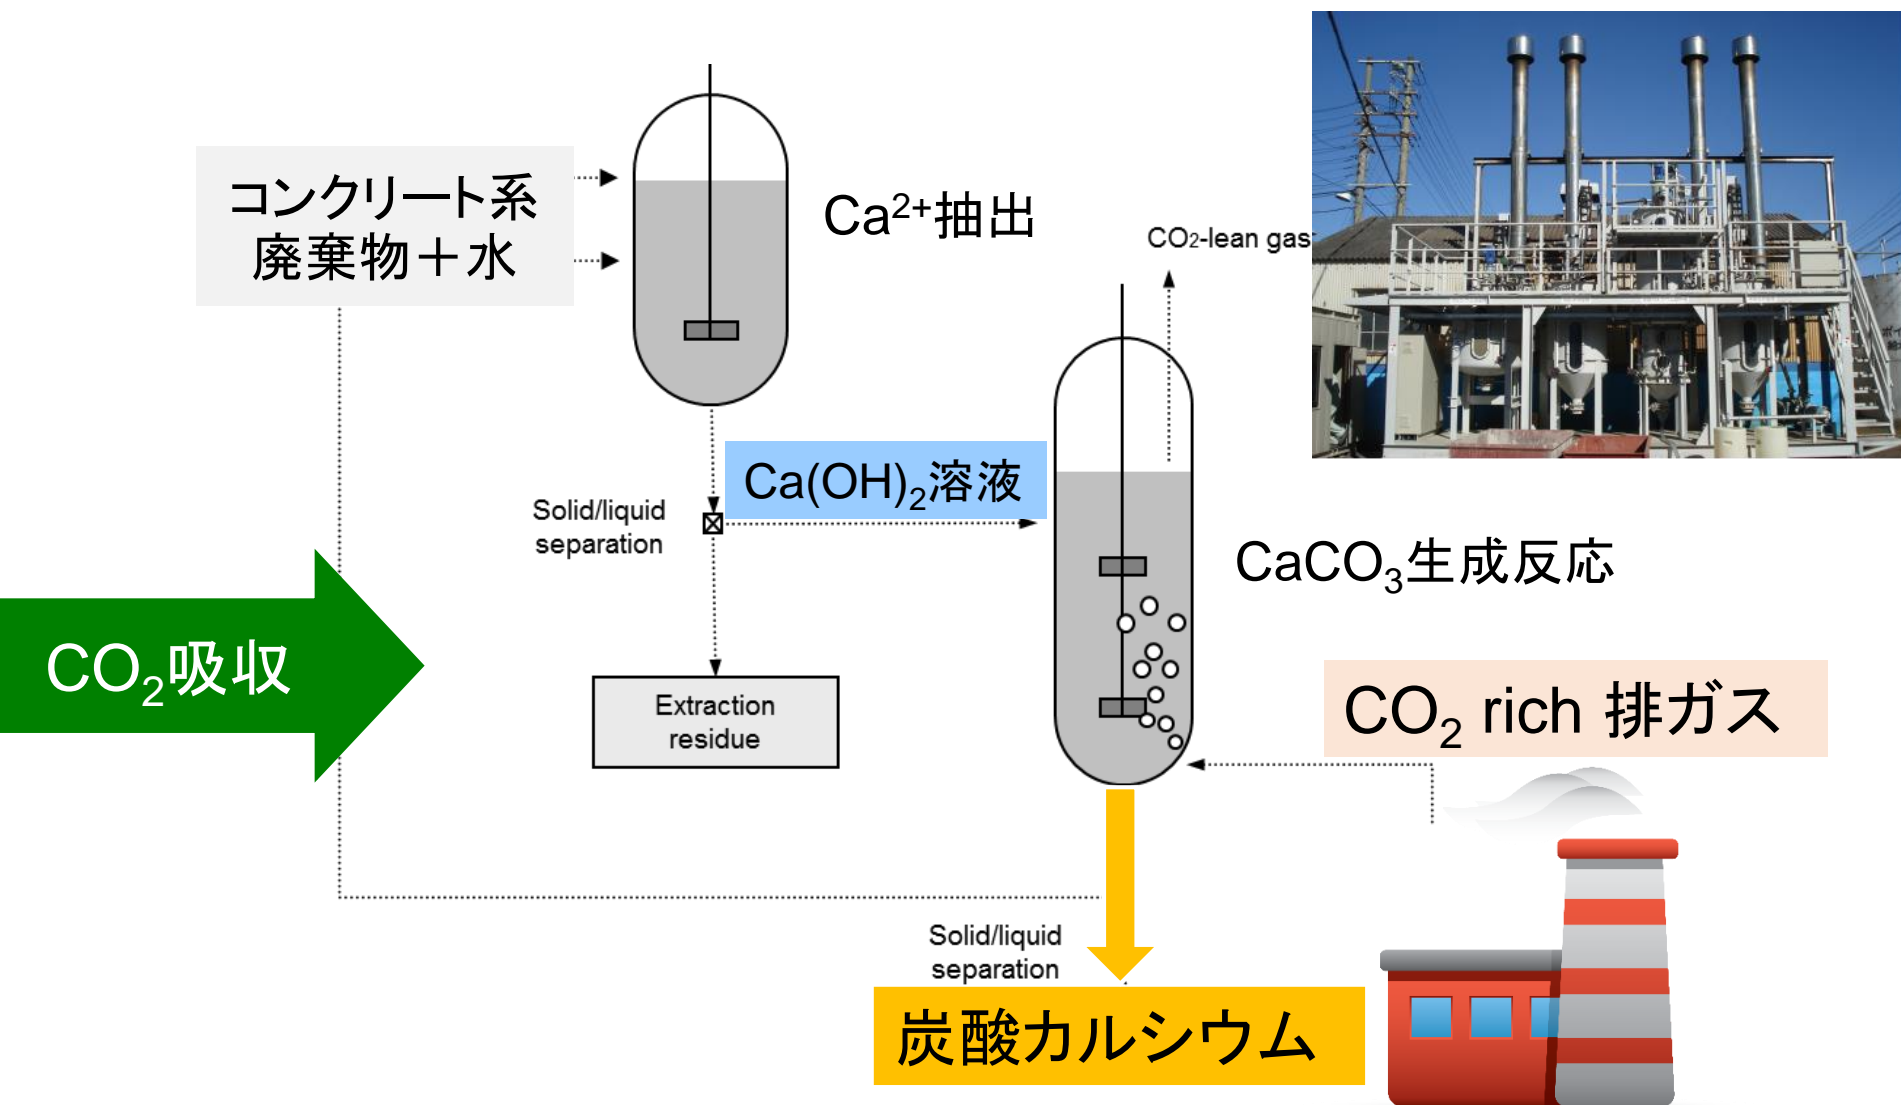 コンクリート系
廃棄物＋水
Ca2+抽出
CO2-lean gas
Ca(OH)2溶液
Solid/liquid
separation
CaCO3生成反応
CO2吸収
Extraction
residue
CO2 rich 排ガス
Solid/liquid
separation
炭酸カルシウム